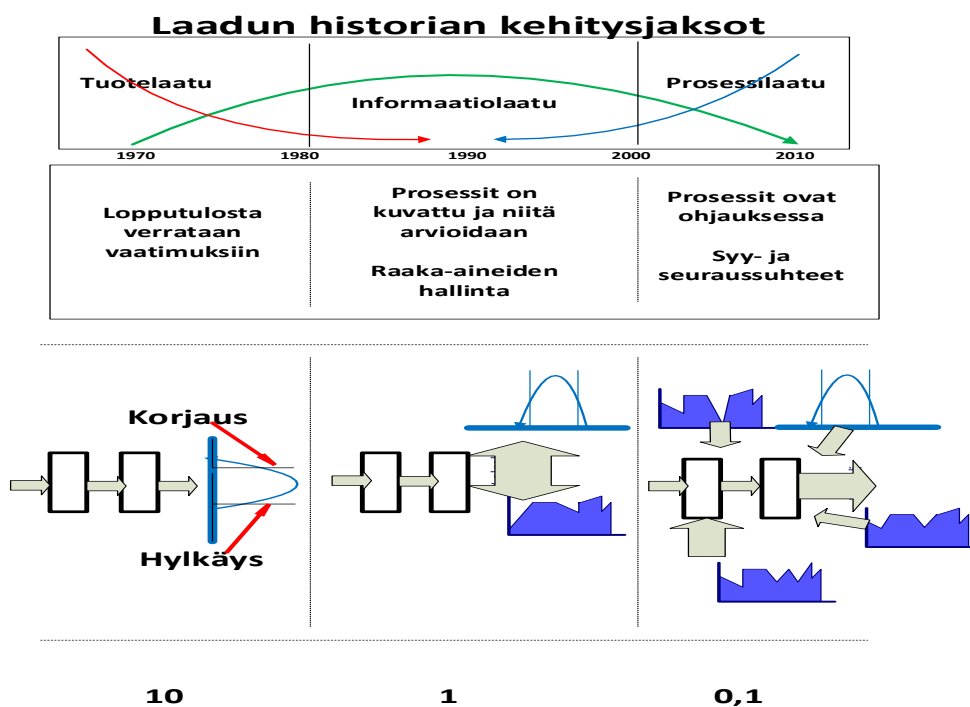 Laadun historian kehitysjaksot
Tuotelaatu
Informaatiolaatu
Prosessilaatu
1970
1980
1990
2000
2010
Lopputulosta
verrataan
vaatimuksiin
Prosessit on
kuvattu ja niitä
arvioidaan
Raaka-aineiden
hallinta
Prosessit ovat
ohjauksessa
Syy- ja
seuraussuhteet
Korjaus
Hylkäys
10
1
0,1